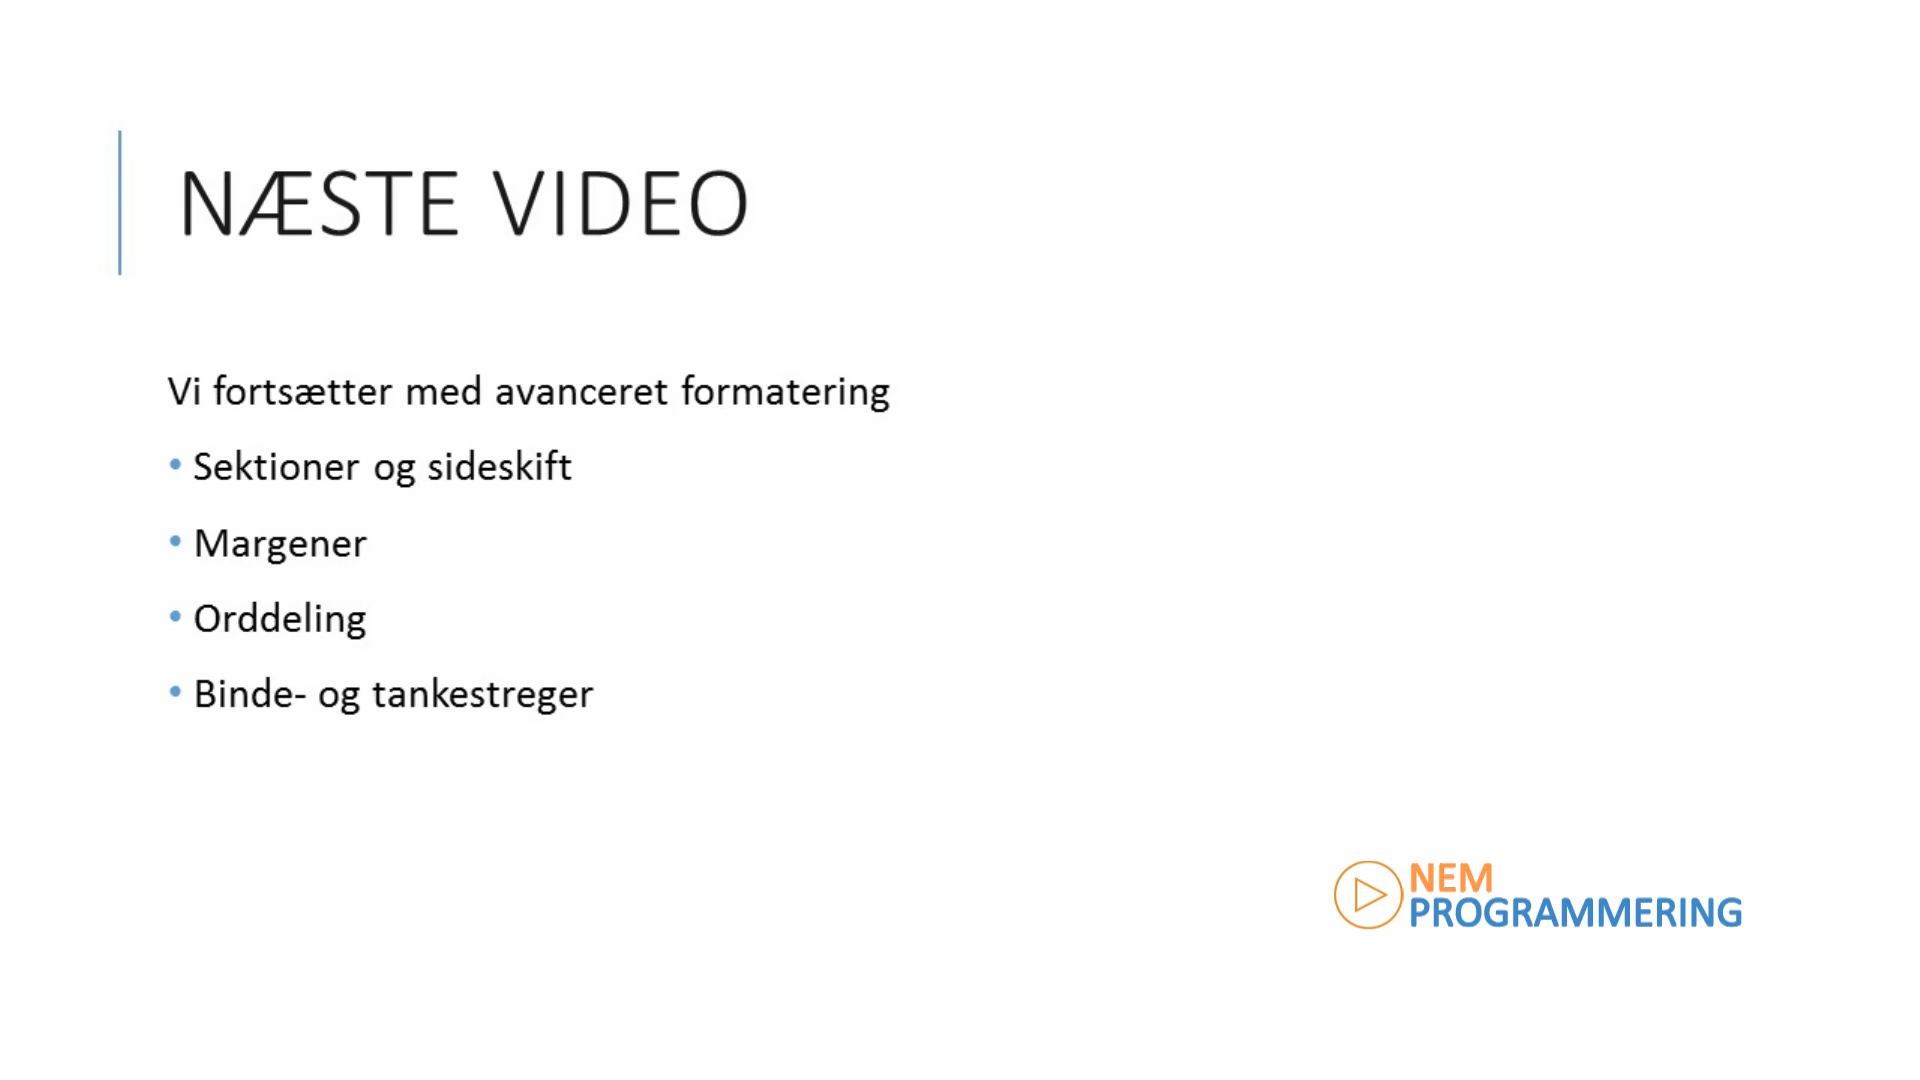 NÆSTE VIDEO
Vi fortsætter med avanceret formatering
• Sektioner og sideskift
• Margener
• Orddeling
• Binde- og tankestreger
NEM
PROGRAMMERING